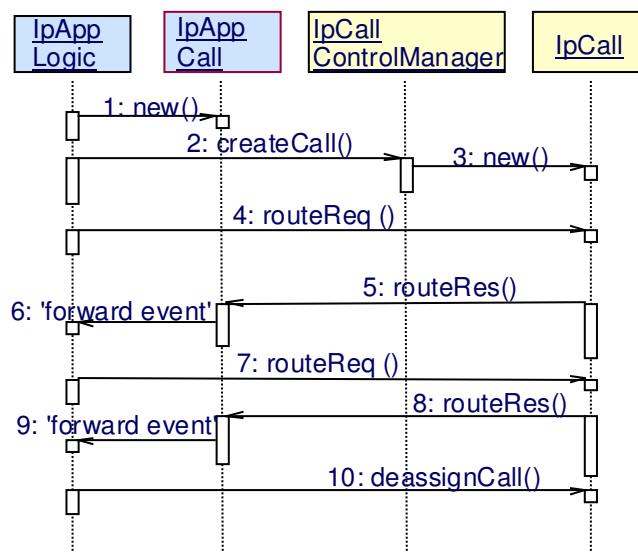 IpApp
Logic
IpApp
Call
IpCall
ControlManager
IpCall
1: new()
2: createCall()
3: new()
4: routeReq ()
5: routeRes()
6: 'forward event'
7: routeReq ()
8: routeRes()
9: 'forward event'
10: deassignCall()